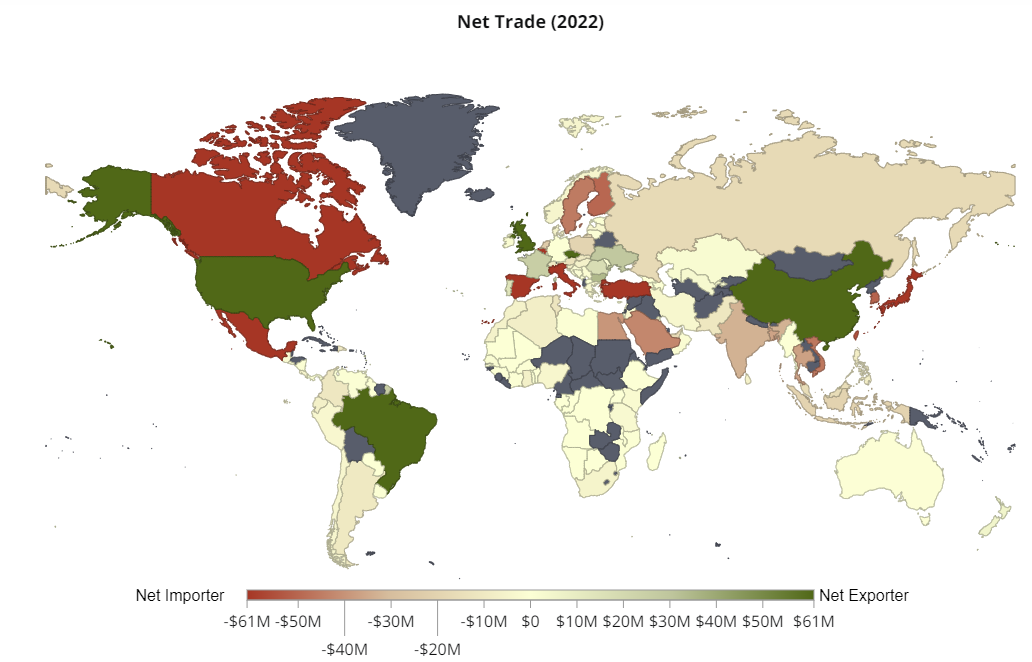 Net Trade (2022)
Net Importer
Net Exporter
-$61M -$50M -$30M -$10M $0 $10M $20M $30M $40M $50M $61M
-$40M -$20M